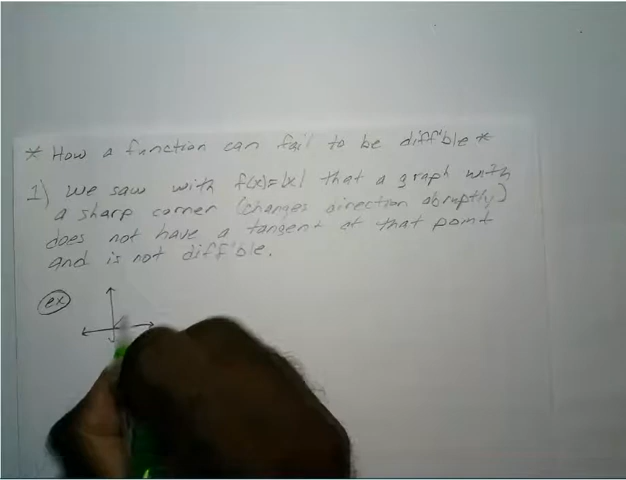 * How a function can fail to be diff'ble *
1) We saw with f(x)=|x| that a graph with
a sharp corner (changes direction abruptly)
does not have a tangent at that point
and is not diff'ble.
ex